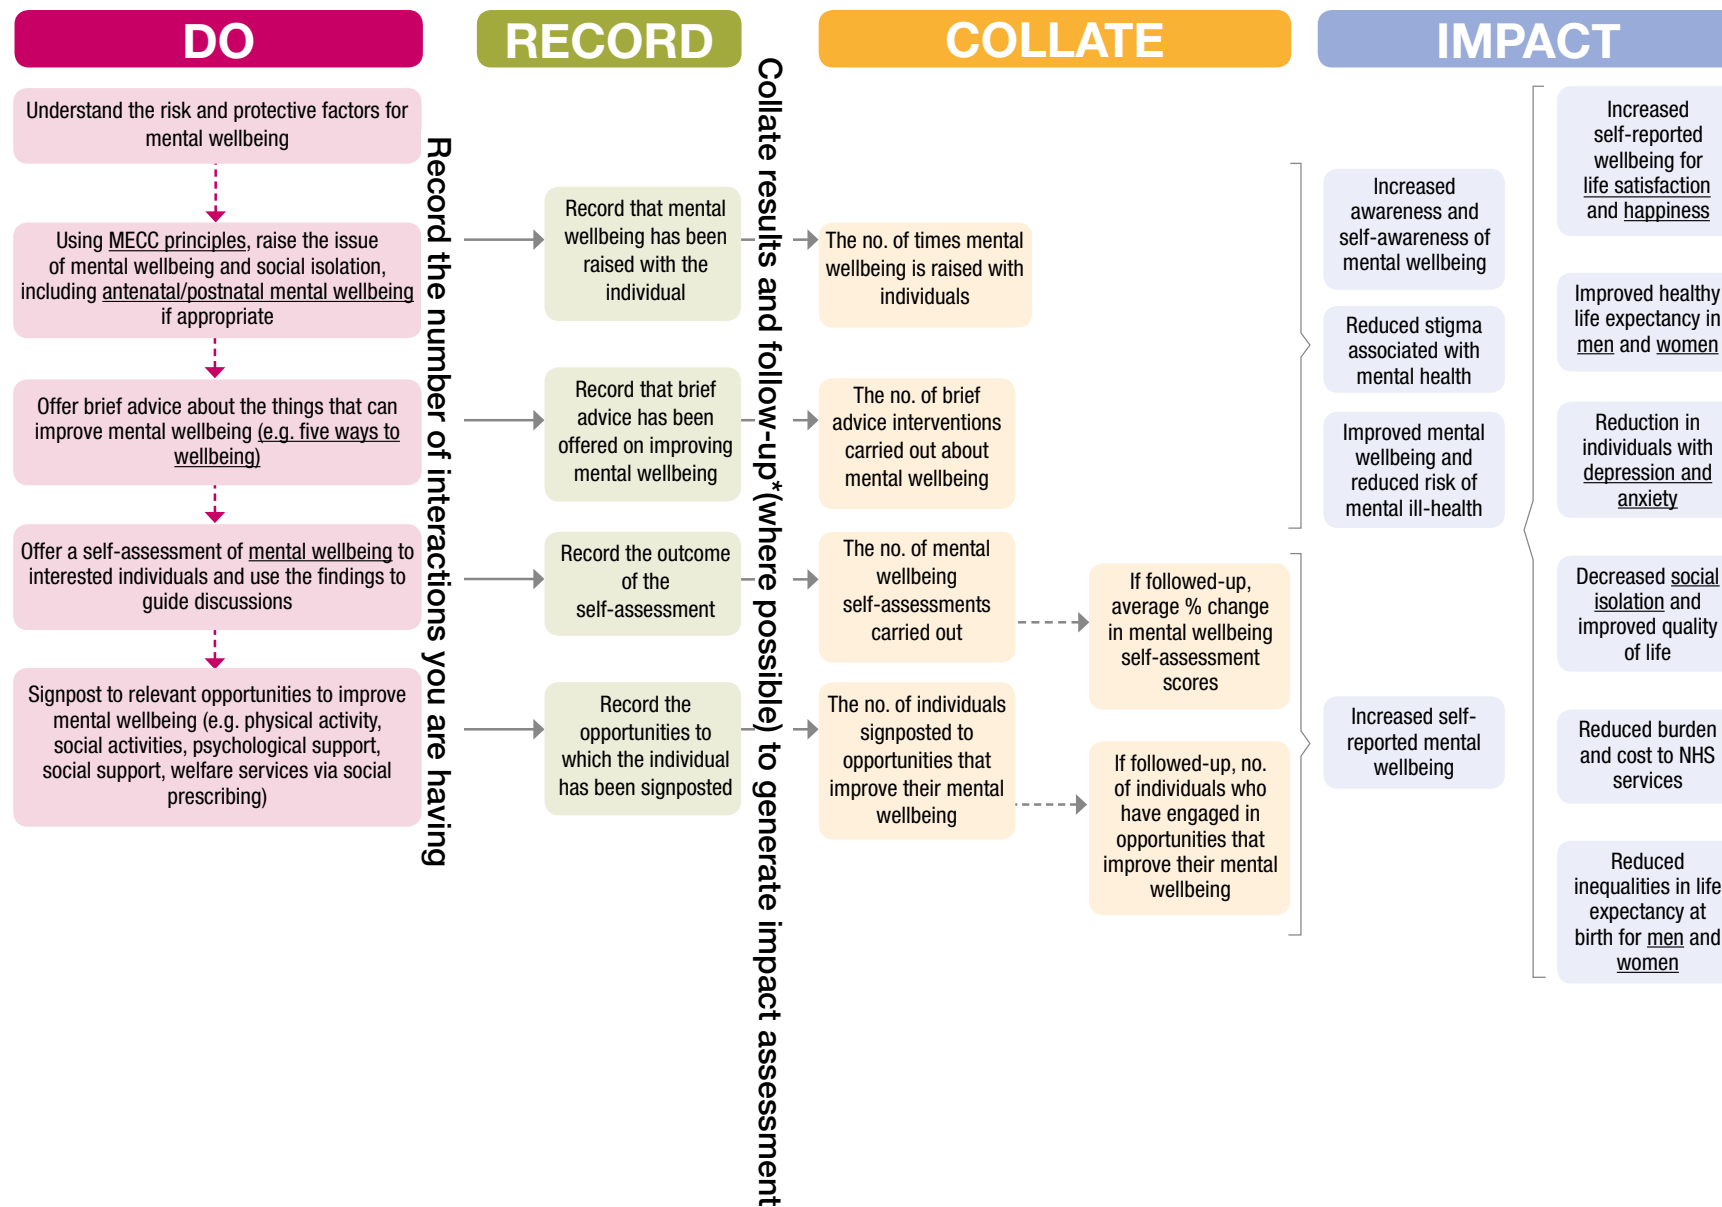 DO
Understand the risk and protective factors for
mental wellbeing
Using MECC principles, raise the issue
of mental wellbeing and social isolation,
including antenatal/postnatal mental wellbeing
if appropriate
Offer brief advice about the things that can
improve mental wellbeing (e.g. five ways to
wellbeing)
Offer a self-assessment of mental wellbeing to
interested individuals and use the findings to
guide discussions
Signpost to relevant opportunities to improve
mental wellbeing (e.g. physical activity,
social activities, psychological support,
social support, welfare services via social
prescribing)
Record the number of interactions you are having
RECORD
Record that mental
wellbeing has been
raised with the
individual
Record that brief
advice has been
offered on improving
mental wellbeing
Record the outcome
of the
self-assessment
Record the
opportunities to
which the individual
has been signposted
Collate results and follow-up*(where possible) to generate impact assessment
COLLATE
The no. of times mental
wellbeing is raised with
individuals
The no. of brief
advice interventions
carried out about
mental wellbeing
The no. of mental
wellbeing
self-assessments
carried out
The no. of individuals
signposted to
opportunities that
improve their mental
wellbeing
If followed-up,
average % change
in mental wellbeing
self-assessment
scores
If followed-up, no.
of individuals who
have engaged in
opportunities that
improve their mental
wellbeing
IMPACT
Increased
awareness and
self-awareness of
mental wellbeing
Reduced stigma
associated with
mental health
Improved mental
wellbeing and
reduced risk of
mental ill-health
Increased self-
reported mental
wellbeing
Increased
self-reported
wellbeing for
life satisfaction
and happiness
Improved healthy
life expectancy in
men and women
Reduction in
individuals with
depression and
anxiety
Decreased social
isolation and
improved quality
of life
Reduced burden
and cost to NHS
services
Reduced
inequalities in life
expectancy at
birth for men and
women